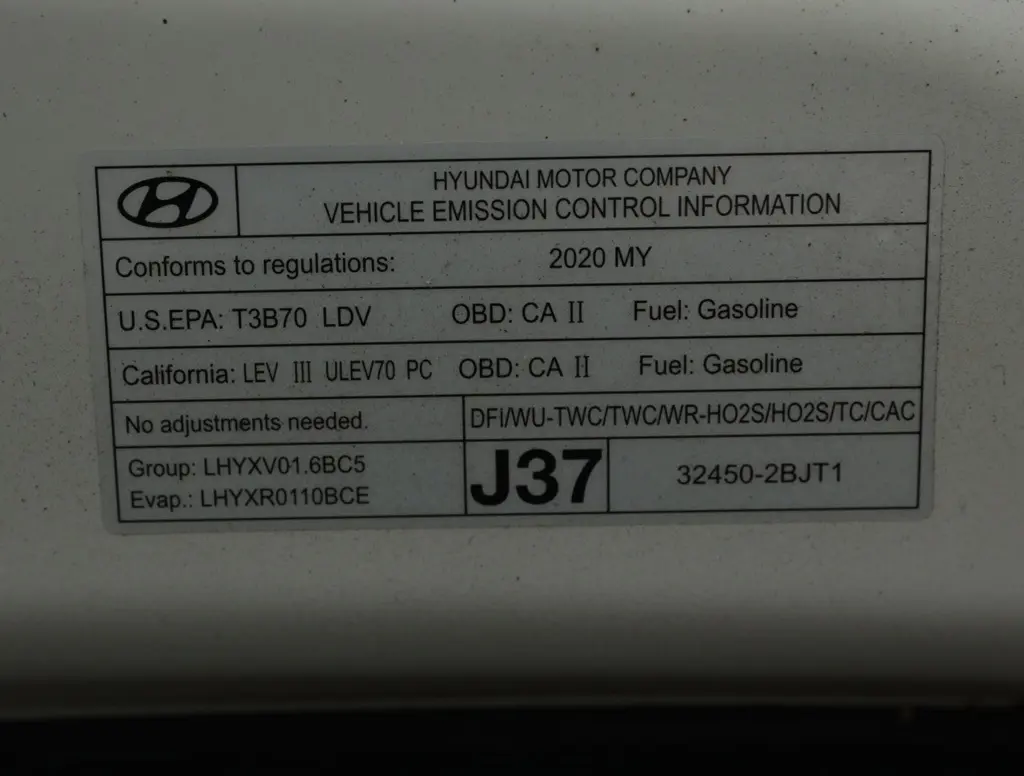 HYUNDAI MOTOR COMPANY
VEHICLE EMISSION CONTROL INFORMATION
Conforms to regulations: 2020 MY
U.S.EPA: T3B70 LDV OBD: CA II Fuel: Gasoline
California: LEV III ULEV70 PC OBD: CA II Fuel: Gasoline
No adjustments needed. DFI/WU-TWC/TWC/WR-HO2S/HO2S/TC/CAC
Group: LHYXV01.6BC5
Evap.: LHYXR0110BCE
J37
32450-2BJT1